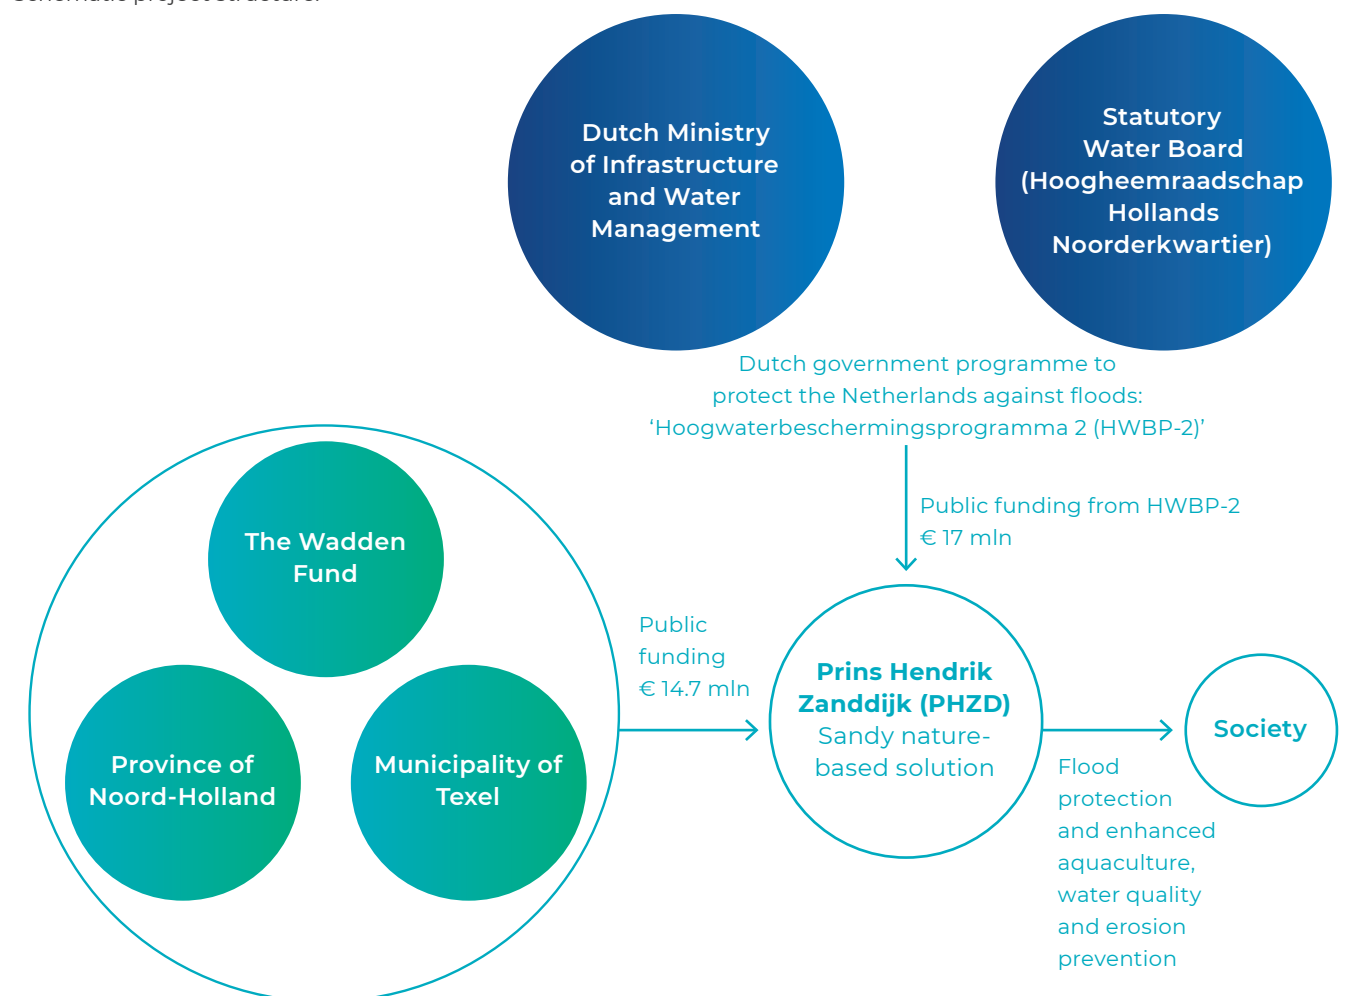 Schematic project structure.
Dutch Ministry
of Infrastructure
and Water
Management
Statutory
Water Board
(Hoogheemraadschap
Hollands
Noorderkwartier)
Dutch government programme to
protect the Netherlands against floods:
‘Hoogwaterbeschermingsprogramma 2 (HWBP-2)’
Public funding from HWBP-2
€ 17 mln
The Wadden
Fund
Province of
Noord-Holland
Municipality of
Texel
Public
funding
€ 14.7 mln
Prins Hendrik
Zanddijk (PHZD)
Sandy nature-
based solution
Society
Flood
protection
and enhanced
aquaculture,
water quality
and erosion
prevention